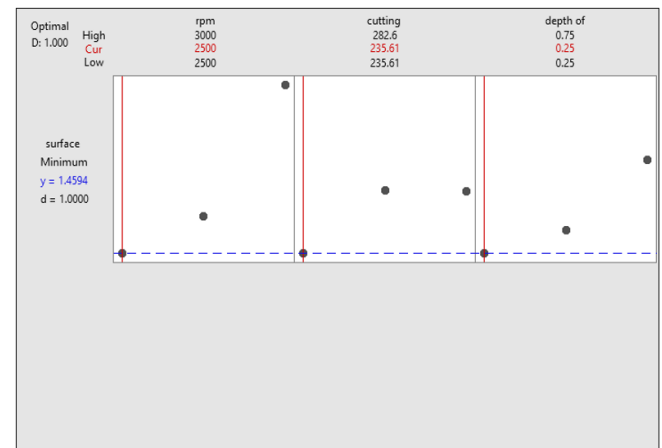 Optimal
D: 1.000
High
Cur
Low
rpm
3000
2500
2500
cutting
282.6
235.61
235.61
depth of
0.75
0.25
0.25
surface
Minimum
y = 1.4594
d = 1.0000